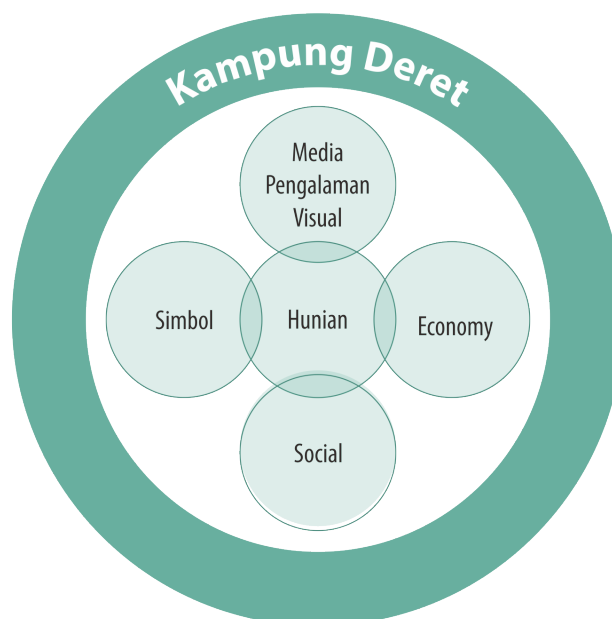 Kampung Deret
Media
Pengalaman
Visual
Simbol
Hunian
Economy
Social